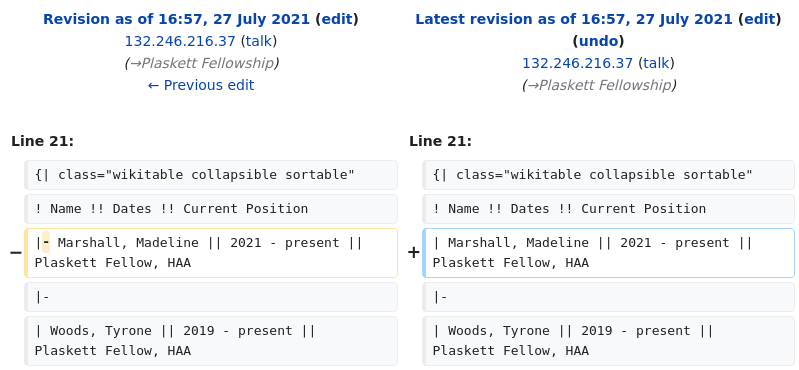 Revision as of 16:57, 27 July 2021 (edit)
132.246.216.37 (talk)
(→Plaskett Fellowship)
← Previous edit
Latest revision as of 16:57, 27 July 2021 (edit)
(undo)
132.246.216.37 (talk)
(→Plaskett Fellowship)
Line 21:
{| class="wikitable collapsible sortable"
! Name !! Dates !! Current Position
−
|- Marshall, Madeline || 2021 - present ||
Plaskett Fellow, HAA
|-
| Woods, Tyrone || 2019 - present ||
Plaskett Fellow, HAA
Line 21:
{| class="wikitable collapsible sortable"
! Name !! Dates !! Current Position
+
| Marshall, Madeline || 2021 - present ||
Plaskett Fellow, HAA
|-
| Woods, Tyrone || 2019 - present ||
Plaskett Fellow, HAA